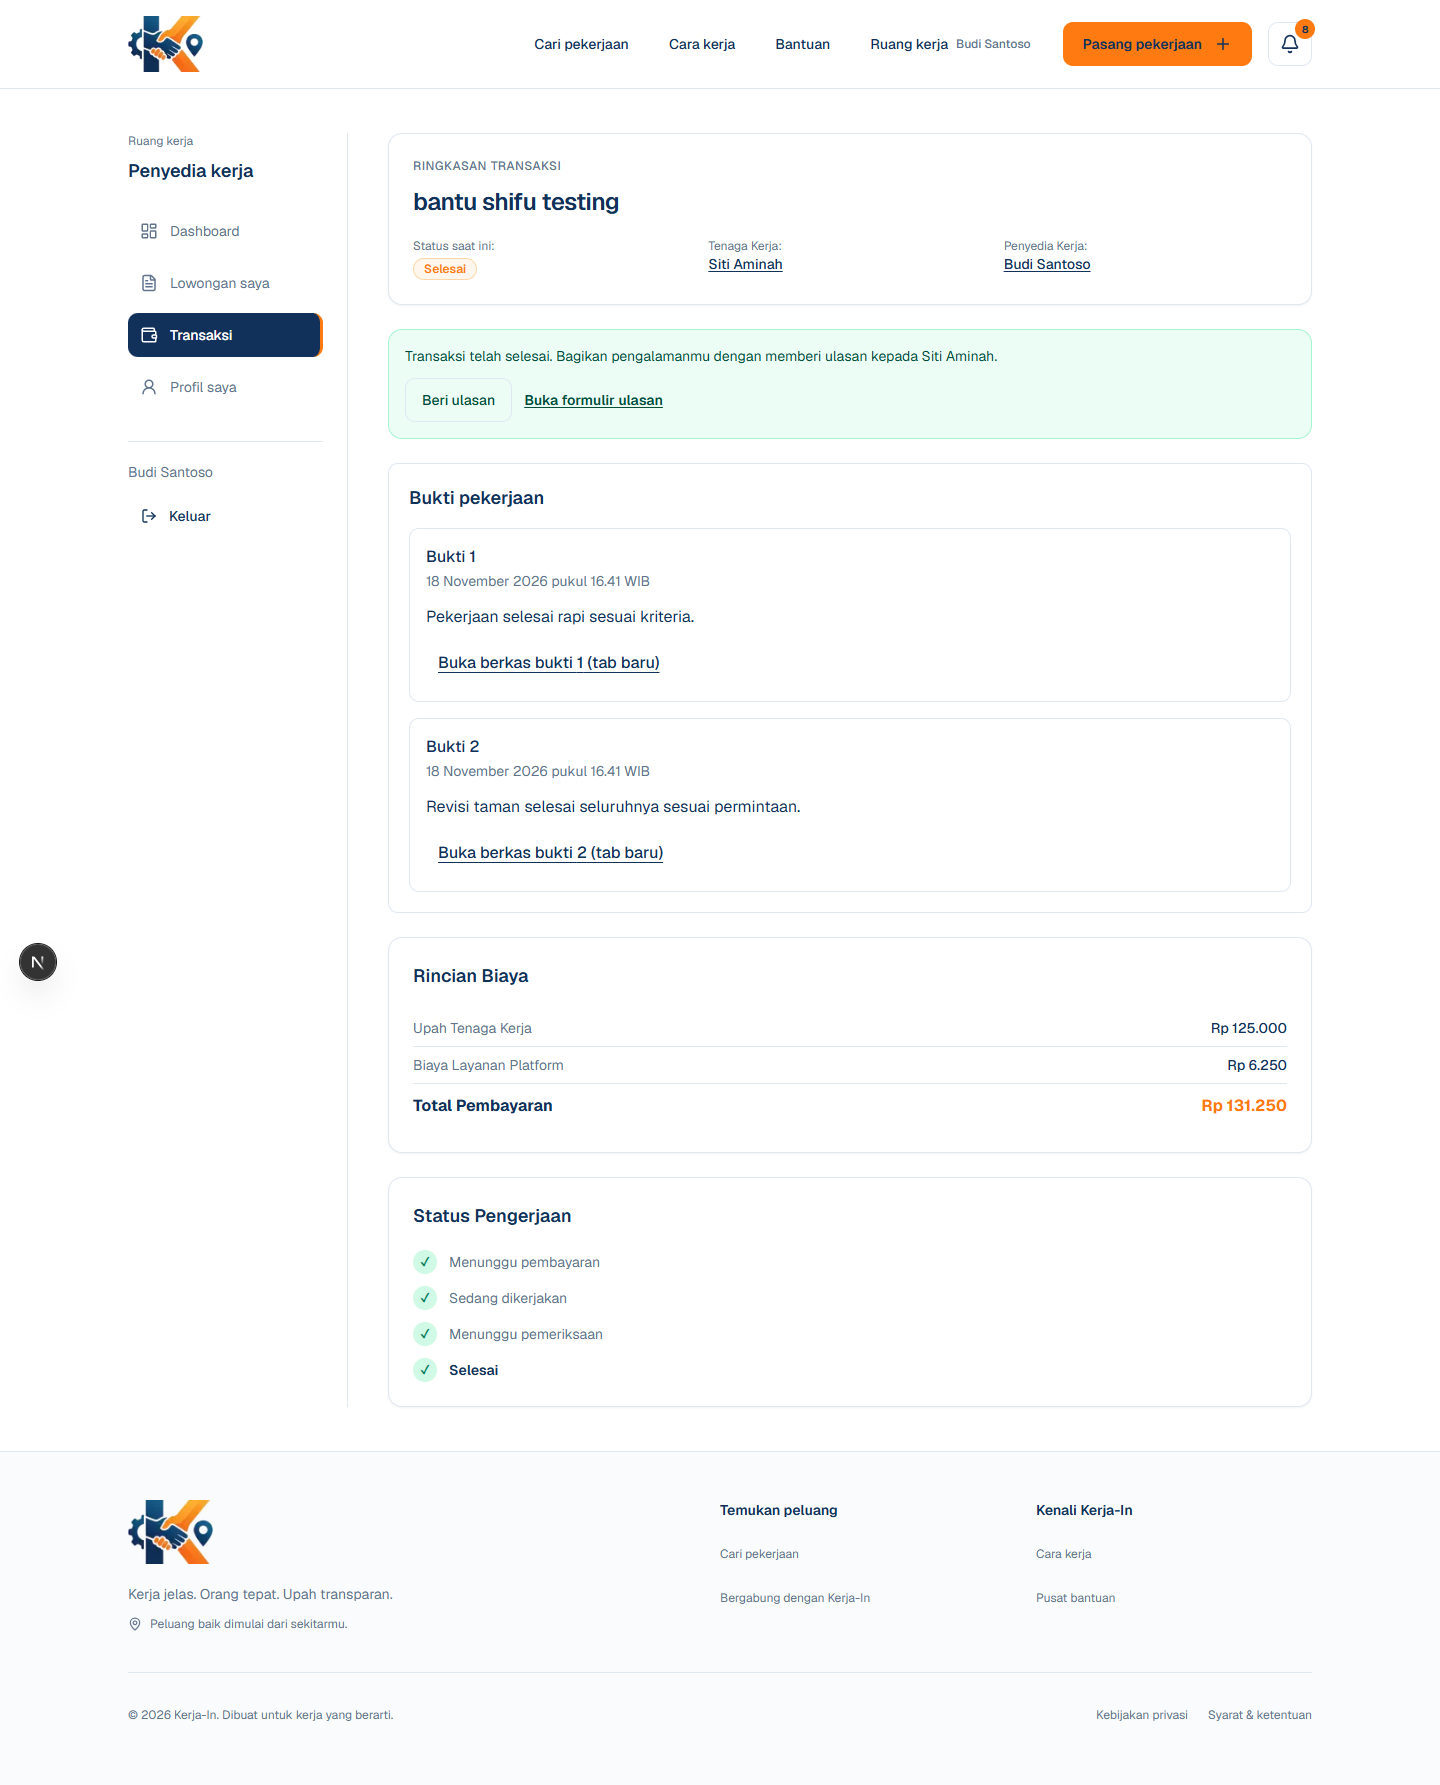 Cari pekerjaan
Cara kerja
Bantuan
Ruang kerja Budi Santoso
Pasang pekerjaan
8
Ruang kerja
Penyedia kerja
Dashboard
Lowongan saya
Transaksi
Profil saya
Budi Santoso
Keluar
RINGKASAN TRANSAKSI
bantu shifu testing
Status saat ini:
Selesai
Tenaga Kerja:
Siti Aminah
Penyedia Kerja:
Budi Santoso
Transaksi telah selesai. Bagikan pengalamanmu dengan memberi ulasan kepada Siti Aminah.
Beri ulasan
Buka formulir ulasan
Bukti pekerjaan
Bukti 1
18 November 2026 pukul 16.41 WIB
Pekerjaan selesai rapi sesuai kriteria.
Buka berkas bukti 1 (tab baru)
Bukti 2
18 November 2026 pukul 16.41 WIB
Revisi taman selesai seluruhnya sesuai permintaan.
Buka berkas bukti 2 (tab baru)
N
Rincian Biaya
Upah Tenaga Kerja
Rp 125.000
Biaya Layanan Platform
Rp 6.250
Total Pembayaran
Rp 131.250
Status Pengerjaan
✓ Menunggu pembayaran
✓ Sedang dikerjakan
✓ Menunggu pemeriksaan
✓ Selesai
Kerja jelas. Orang tepat. Upah transparan.
Peluang baik dimulai dari sekitarmu.
Temukan peluang
Cari pekerjaan
Bergabung dengan Kerja-In
Kenali Kerja-In
Cara kerja
Pusat bantuan
© 2026 Kerja-In. Dibuat untuk kerja yang berarti.
Kebijakan privasi
Syarat & ketentuan